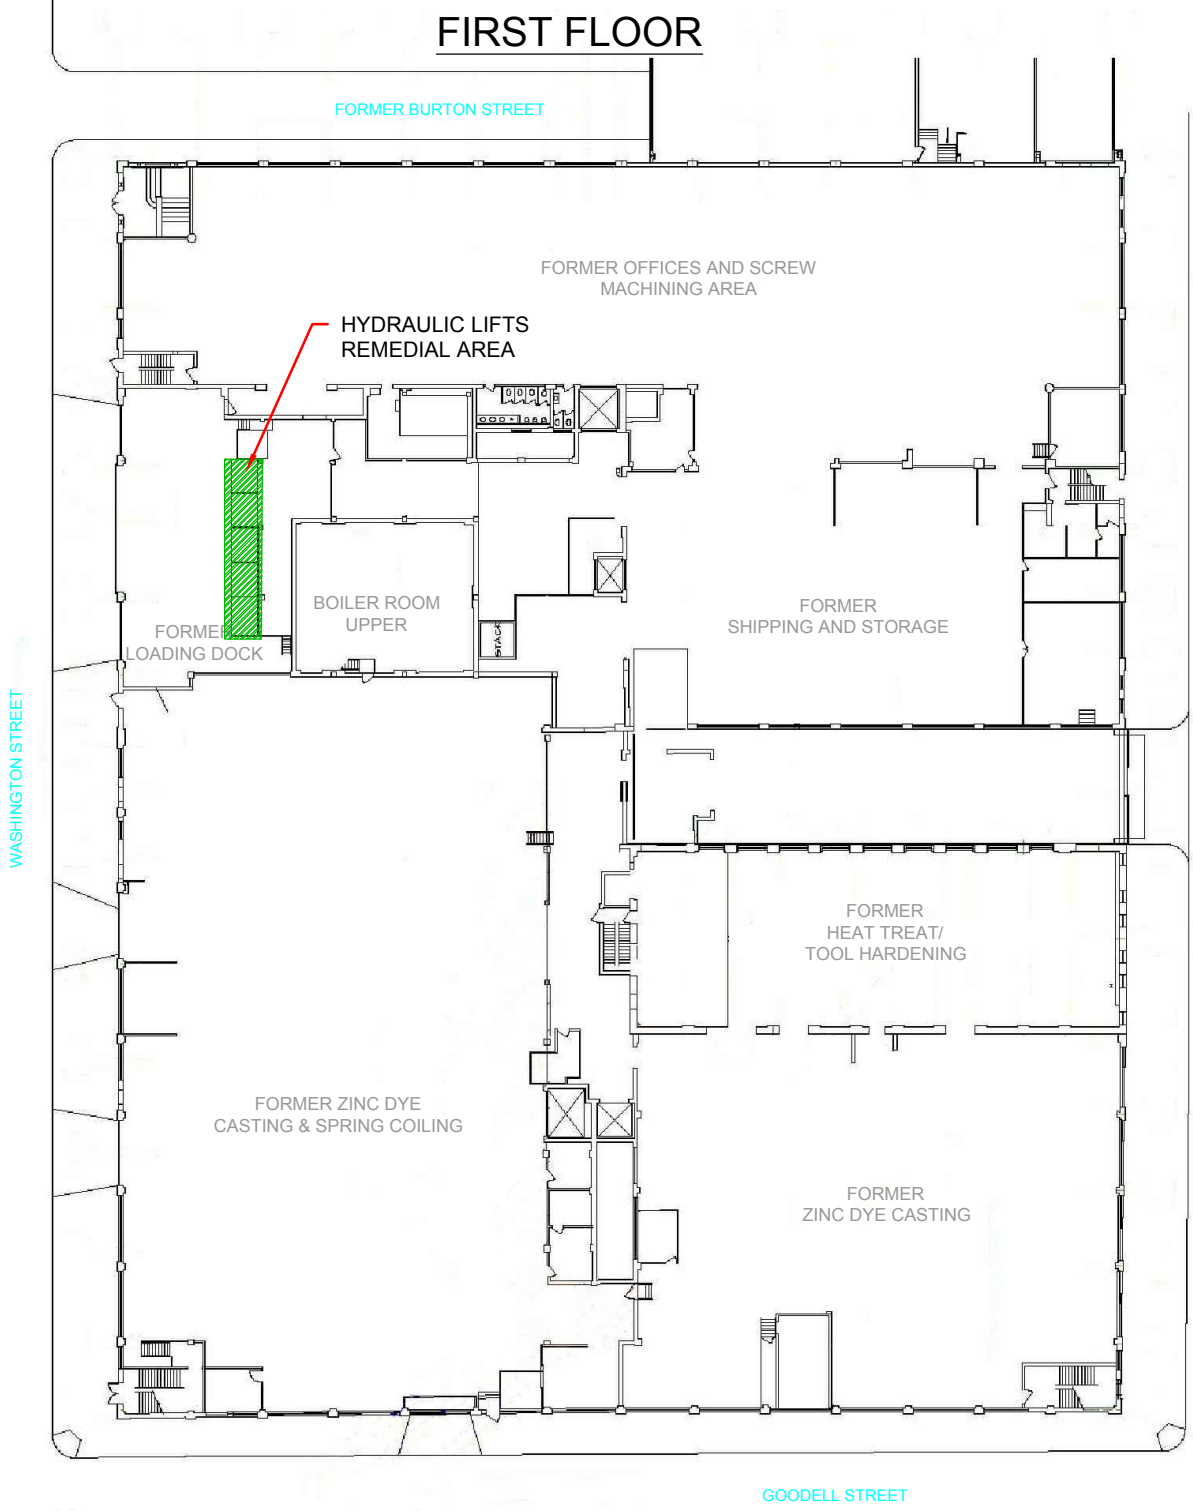 FIRST FLOOR
FORMER BURTON STREET
FORMER OFFICES AND SCREW
MACHINING AREA
HYDRAULIC LIFTS
REMEDIAL AREA
BOILER ROOM
UPPER
FORMER
SHIPPING AND STORAGE
STACK
FORMER
LOADING DOCK
WASHINGTON STREET
FORMER
HEAT TREAT/
TOOL HARDENING
FORMER ZINC DYE
CASTING & SPRING COILING
FORMER
ZINC DYE CASTING
GOODELL STREET